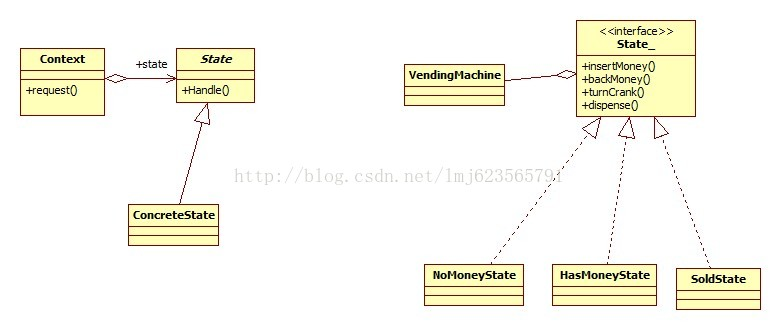 Context
+request()
+state
State
+Handle()
ConcreteState
VendingMachine
<<interface>>
State_
+insertMoney()
+backMoney()
+turnCrank()
+dispense()
http://blog.csdn.net/lmj623565791
NoMoneyState
HasMoneyState
SoldState